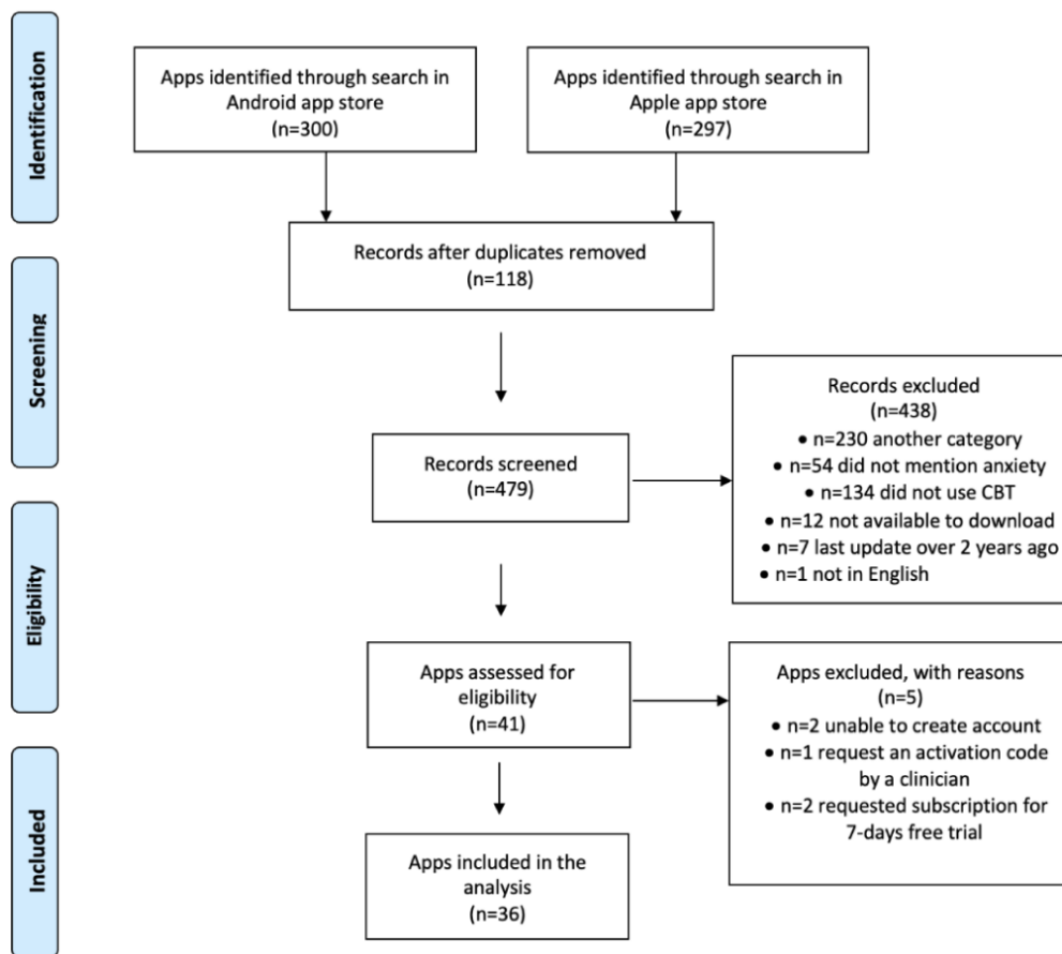 Identification
Apps identified through search in
Android app store
(n=300)
Apps identified through search in
Apple app store
(n=297)
Records after duplicates removed
(n=118)
Screening
Records screened
(n=479)
Records excluded
(n=438)
• n=230 another category
• n=54 did not mention anxiety
• n=134 did not use CBT
• n=12 not available to download
• n=7 last update over 2 years ago
• n=1 not in English
Eligibility
Apps assessed for
eligibility
(n=41)
Apps excluded, with reasons
(n=5)
• n=2 unable to create account
• n=1 request an activation code
by a clinician
• n=2 requested subscription for
7-days free trial
Included
Apps included in the
analysis
(n=36)